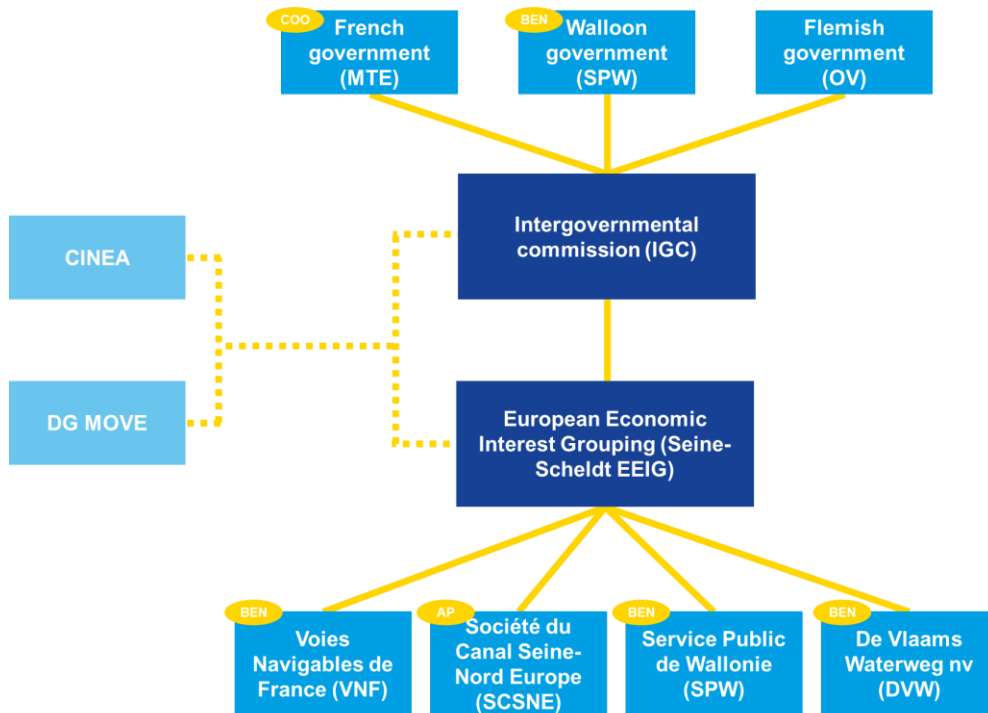 COO
French
government
(MTE)
BEN
Walloon
government
(SPW)
Flemish
government
(OV)
Intergovernmental
commission (IGC)
CINEA
DG MOVE
European Economic
Interest Grouping (Seine-
Scheldt EEIG)
BEN
Voies
Navigables de
France (VNF)
AP
Société du
Canal Seine-
Nord Europe
(SCSNE)
BEN
Service Public
de Wallonie
(SPW)
BEN
De Vlaams
Waterweg nv
(DVW)